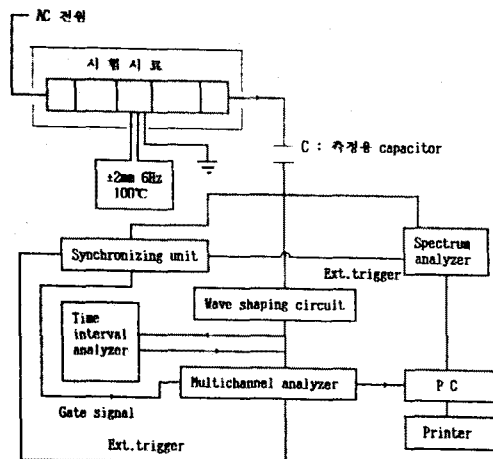 AC 전원
시 험 시 료
C : 측정용 capacitor
±2mm 6Hz
100℃
Synchronizing unit
Spectrum
analyzer
Ext.trigger
Wave shaping circuit
Time
interval
analyzer
Multichannel analyzer
P C
Gate signal
Printer
Ext.trigger